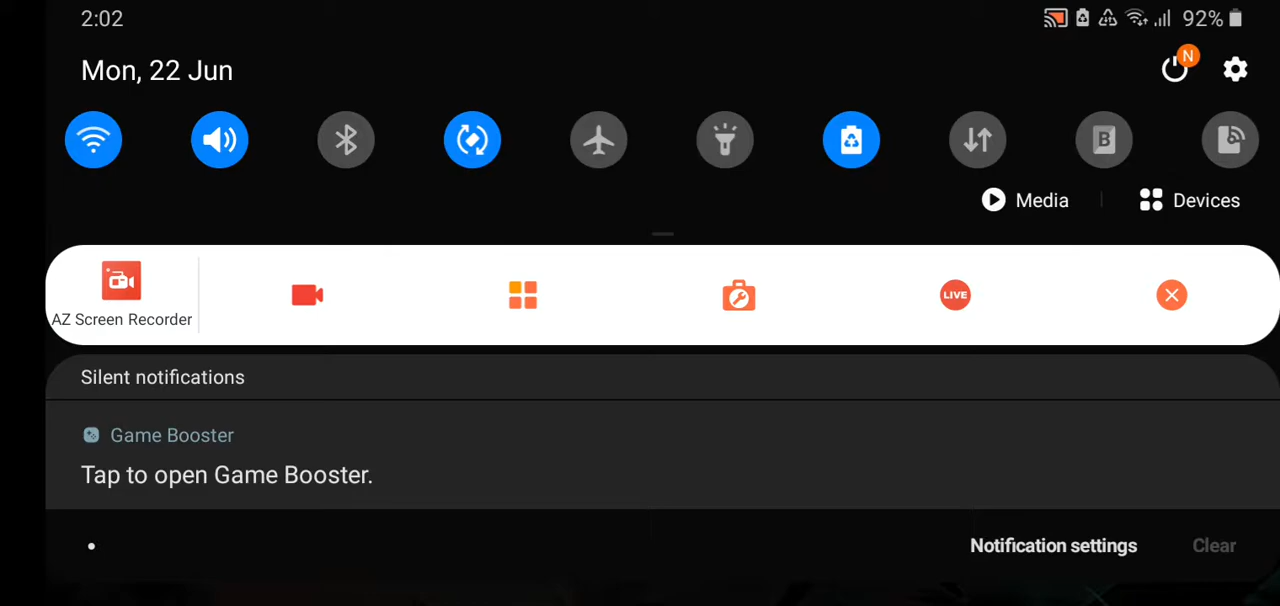 2:02
92%
Mon, 22 Jun
N
B
Media
Devices
AZ Screen Recorder
LIVE
Silent notifications
Game Booster
Tap to open Game Booster.
Notification settings
Clear